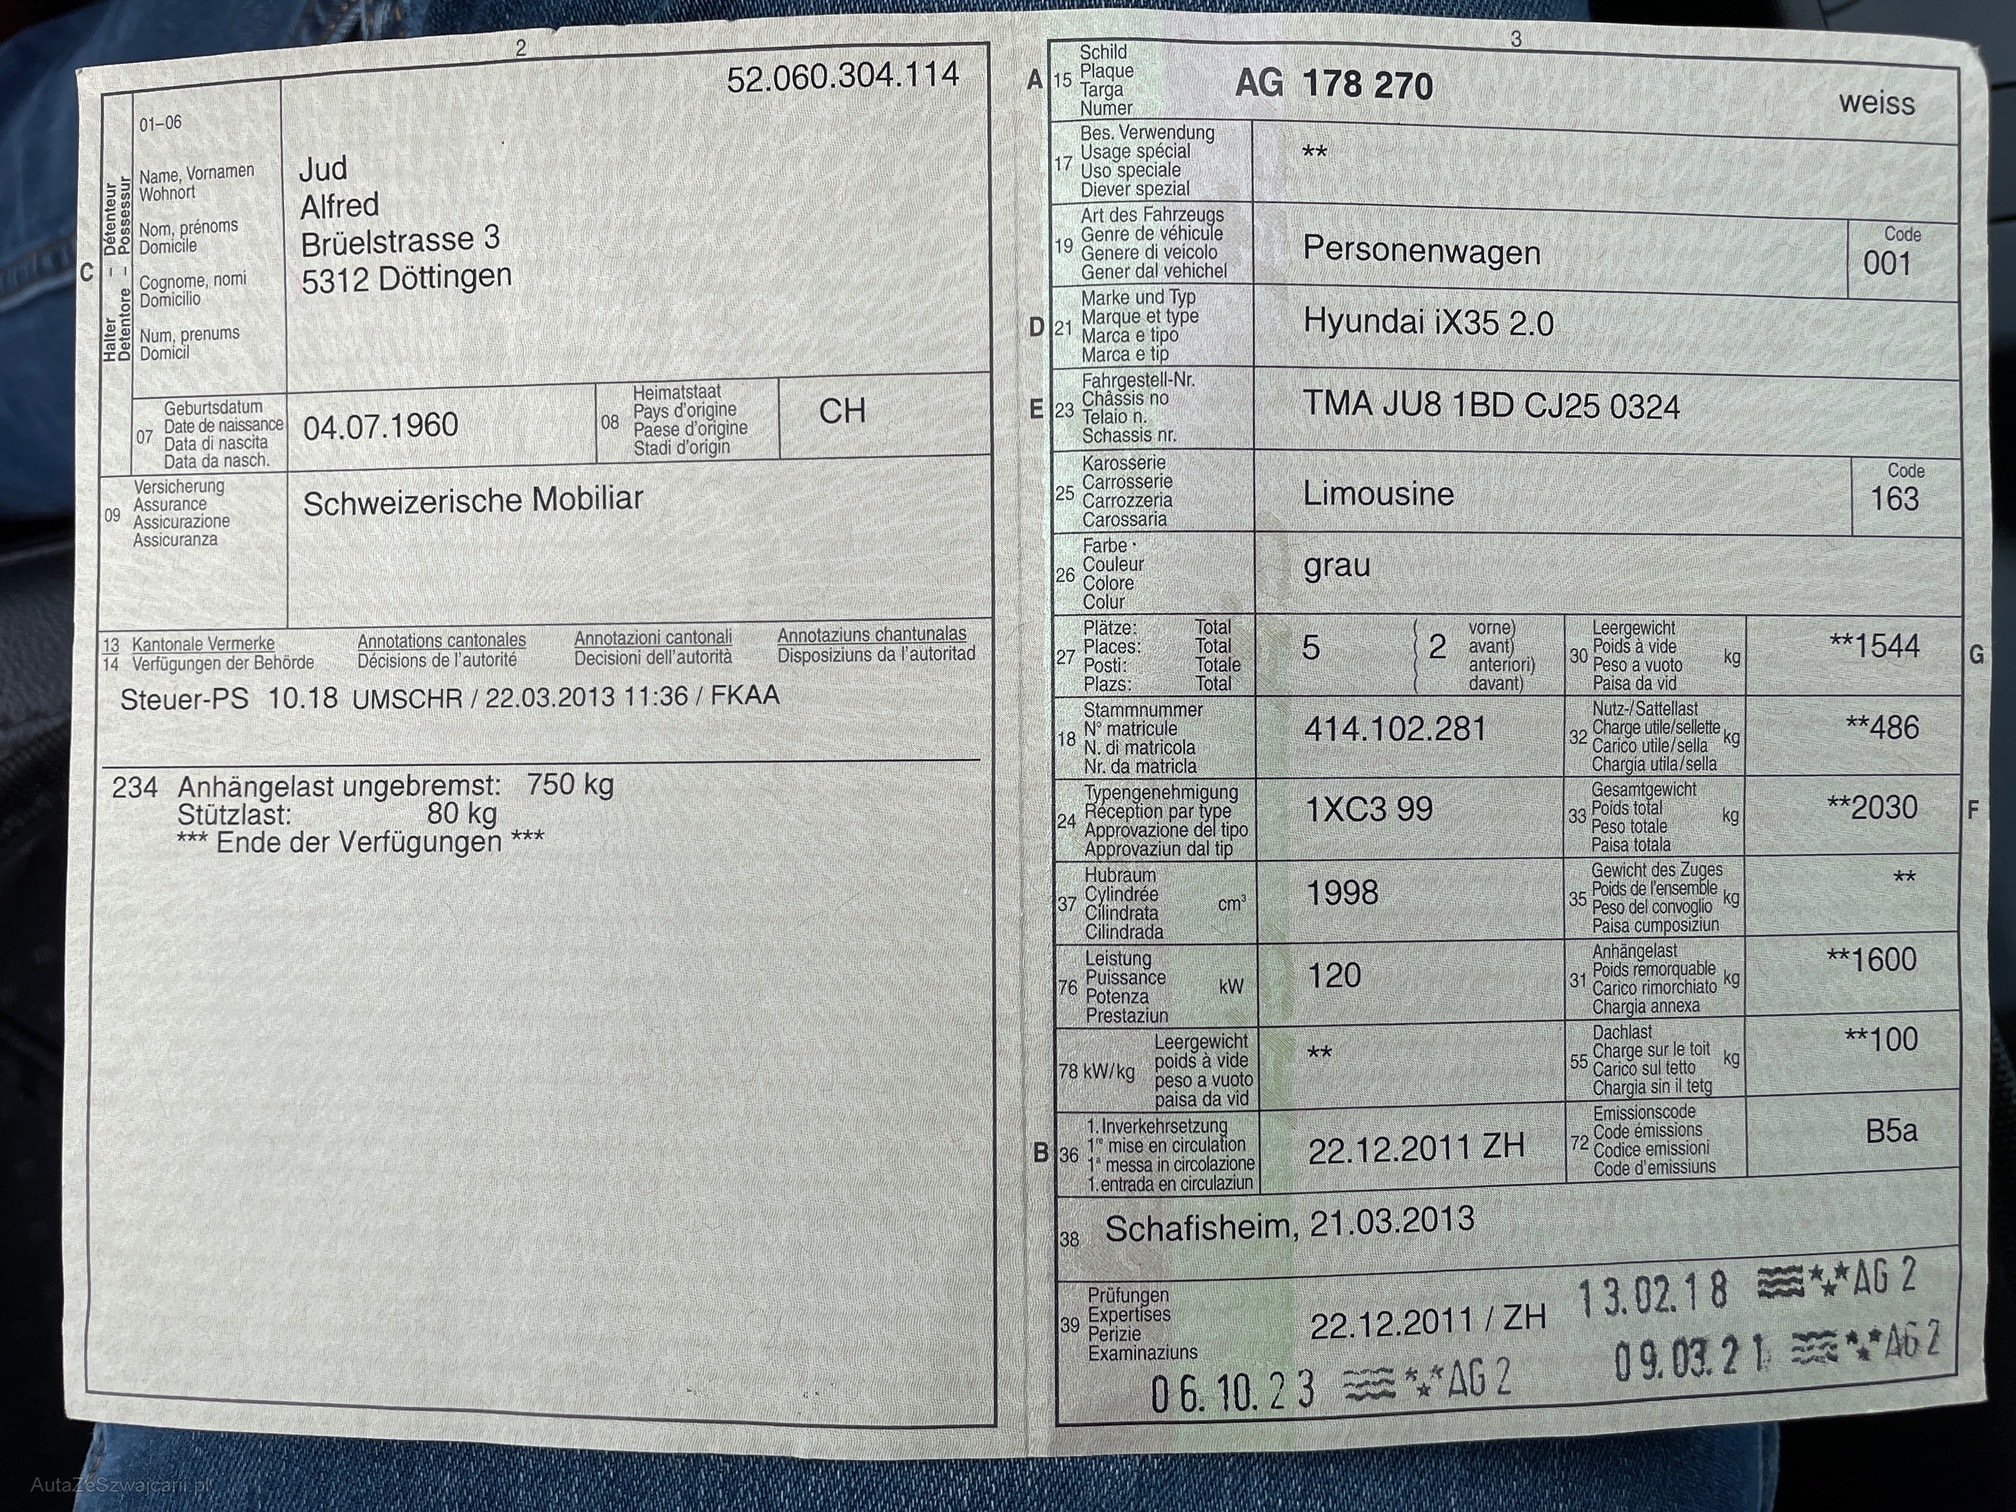 2
52.060.304.114
C
Halter – Détenteur
Detentore – Possessur
01–06
Name, Vornamen
Wohnort
Nom, prénoms
Domicile
Cognome, nomi
Domicilio
Num, prenums
Domicil
Jud
Alfred
Brüelstrasse 3
5312 Döttingen
07
Geburtsdatum
Date de naissance
Data di nascita
Data da nasch.
04.07.1960
08
Heimatstaat
Pays d'origine
Paese d'origine
Stadi d'origin
CH
09
Versicherung
Assurance
Assicurazione
Assicuranza
Schweizerische Mobiliar
13 Kantonale Vermerke Annotations cantonales Annotazioni cantonali Annotaziuns chantunalas
14 Verfügungen der Behörde Décisions de l'autorité Decisioni dell'autorità Disposiziuns da l'autoritad
Steuer-PS 10.18 UMSCHR / 22.03.2013 11:36 / FKAA
234 Anhängelast ungebremst: 750 kg
Stützlast: 80 kg
*** Ende der Verfügungen ***
3
A 15
Schild
Plaque
Targa
Numer
AG 178 270
weiss
17
Bes. Verwendung
Usage spécial
Uso speciale
Diever spezial
**
19
Art des Fahrzeugs
Genre de véhicule
Genere di veicolo
Gener dal vehichel
Personenwagen
Code
001
D 21
Marke und Typ
Marque et type
Marca e tipo
Marca e tip
Hyundai iX35 2.0
E 23
Fahrgestell-Nr.
Châssis no
Telaio n.
Schassis nr.
TMA JU8 1BD CJ25 0324
25
Karosserie
Carrosserie
Carrozzeria
Carossaria
Limousine
Code
163
26
Farbe
Couleur
Colore
Colur
grau
27
Plätze: Total
Places: Total
Posti: Totale
Plazs: Total
5
( 2 vorne)
( avant)
( anteriori)
( davant)
30
Leergewicht
Poids à vide
Peso a vuoto
Paisa da vid
kg
**1544
G
18
Stammnummer
N° matricule
N. di matricola
Nr. da matricla
414.102.281
32
Nutz-/Sattellast
Charge utile/sellette
Carico utile/sella
Chargia utila/sella
kg
**486
24
Typengenehmigung
Réception par type
Approvazione del tipo
Approvaziun dal tip
1XC3 99
33
Gesamtgewicht
Poids total
Peso totale
Paisa totala
kg
**2030
F
37
Hubraum
Cylindrée
Cilindrata
Cilindrada
cm³
1998
35
Gewicht des Zuges
Poids de l'ensemble
Peso del convoglio
Paisa cumposiziun
kg
**
76
Leistung
Puissance
Potenza
Prestaziun
kW
120
31
Anhängelast
Poids remorquable
Carico rimorchiato
Chargia annexa
kg
**1600
78 kW/kg
Leergewicht
poids à vide
peso a vuoto
paisa da vid
**
55
Dachlast
Charge sur le toit
Carico sul tetto
Chargia sin il tetg
kg
**100
B 36
1. Inverkehrsetzung
1re mise en circulation
1a messa in circolazione
1. entrada en circulaziun
22.12.2011 ZH
72
Emissionscode
Code émissions
Codice emissioni
Code d'emissiuns
B5a
38 Schafisheim, 21.03.2013
39
Prüfungen
Expertises
Perizie
Examinaziuns
22.12.2011 / ZH
13.02.18 AG 2
09.03.21 AG 2
06.10.23 AG 2
AutaZeSzwajcarii.pl